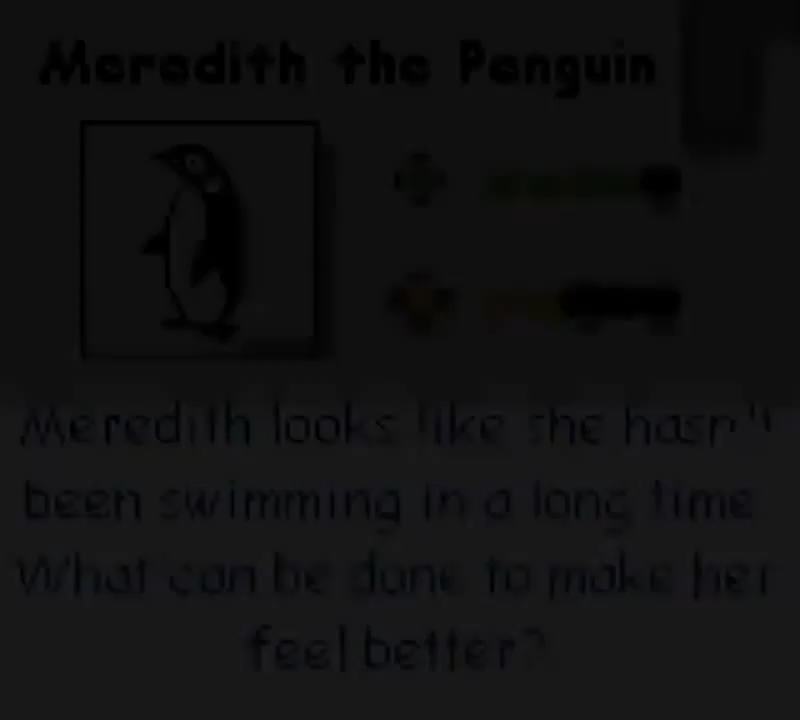 Meredith the Penguin
Meredith looks like she hasn't
been swimming in a long time
What can be done to make her
feel better?